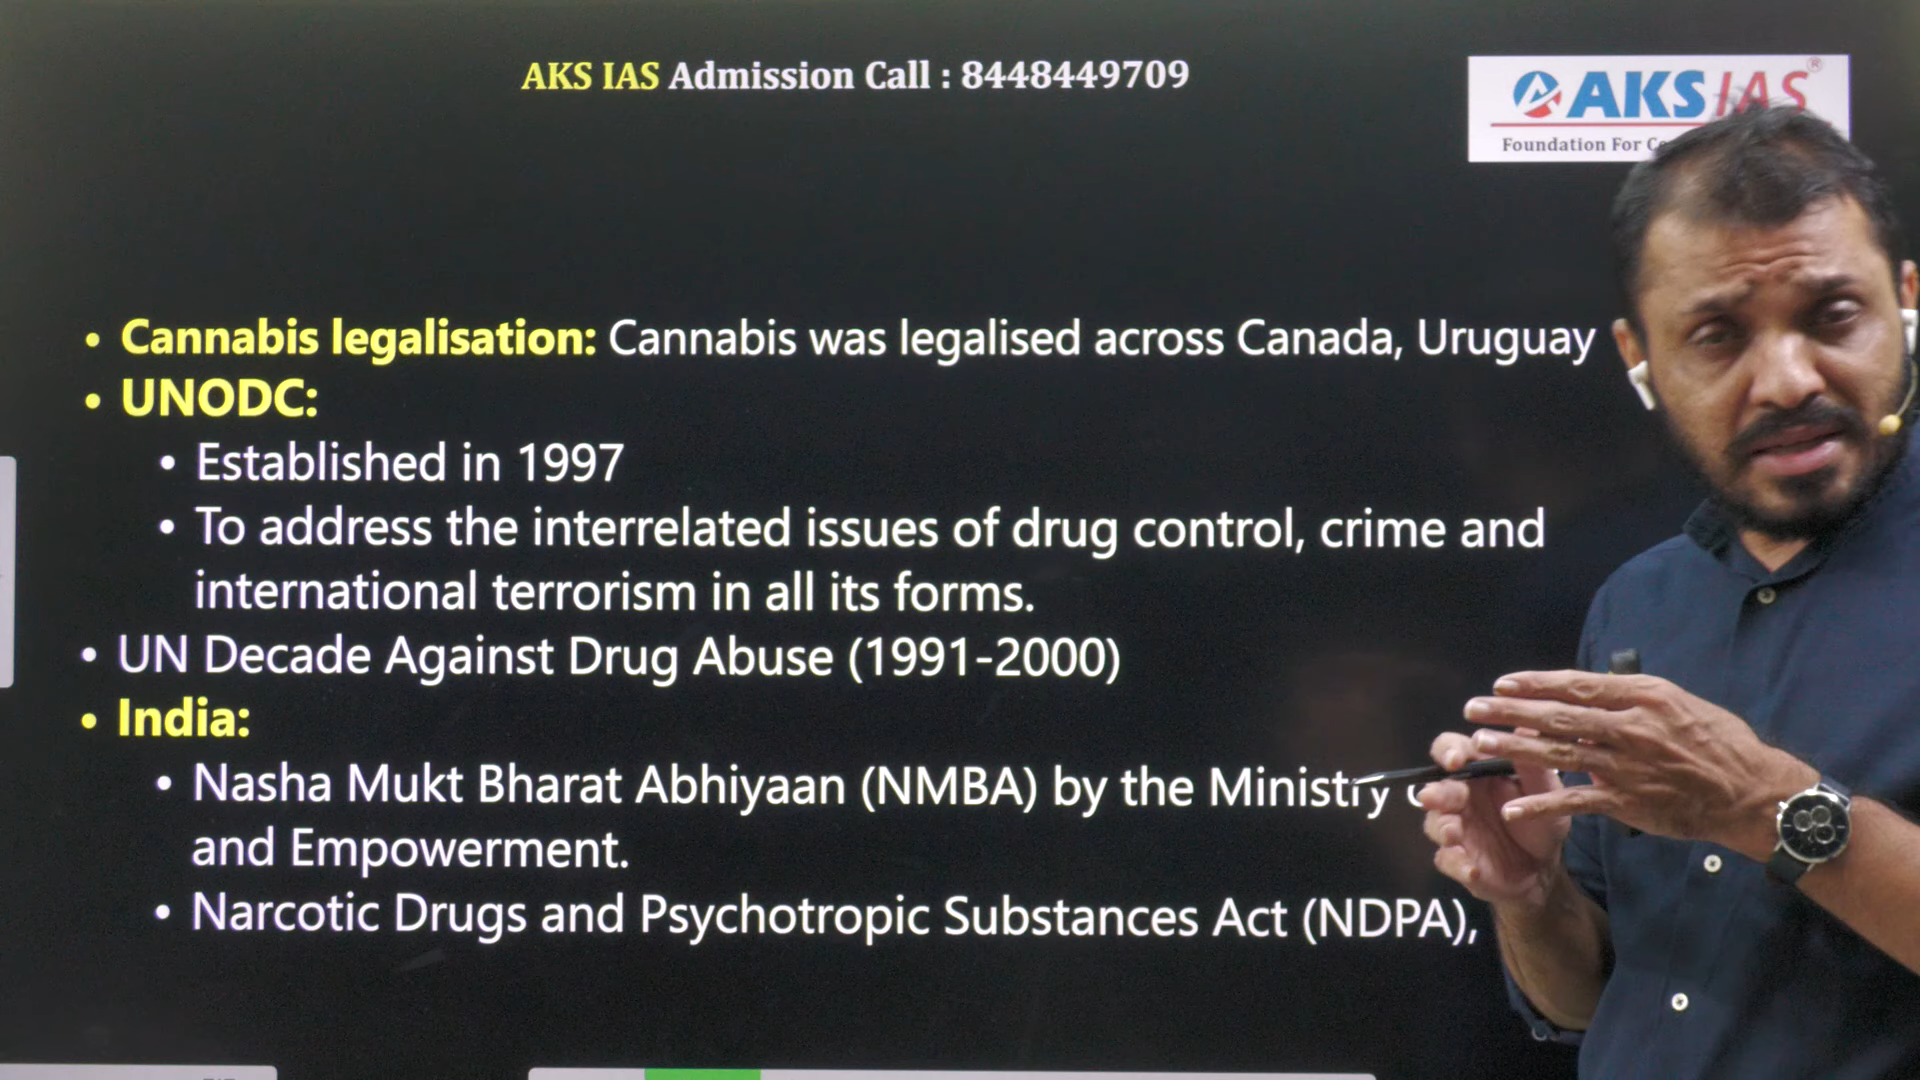 AKS IAS Admission Call : 8448449709
AKS IAS®
Foundation For
• Cannabis legalisation: Cannabis was legalised across Canada, Uruguay
• UNODC:
• Established in 1997
• To address the interrelated issues of drug control, crime and
international terrorism in all its forms.
• UN Decade Against Drug Abuse (1991-2000)
• India:
• Nasha Mukt Bharat Abhiyaan (NMBA) by the Ministry
and Empowerment.
• Narcotic Drugs and Psychotropic Substances Act (NDPA),